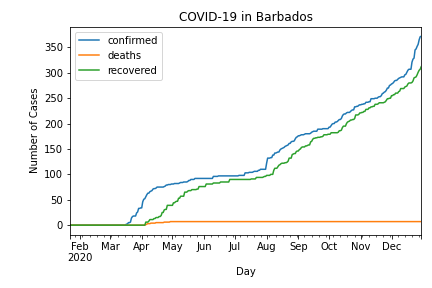 COVID-19 in Barbados
confirmed
deaths
recovered
350
300
250
200
150
100
50
0
Number of Cases
Feb Mar Apr May Jun Jul Aug Sep Oct Nov Dec
2020
Day